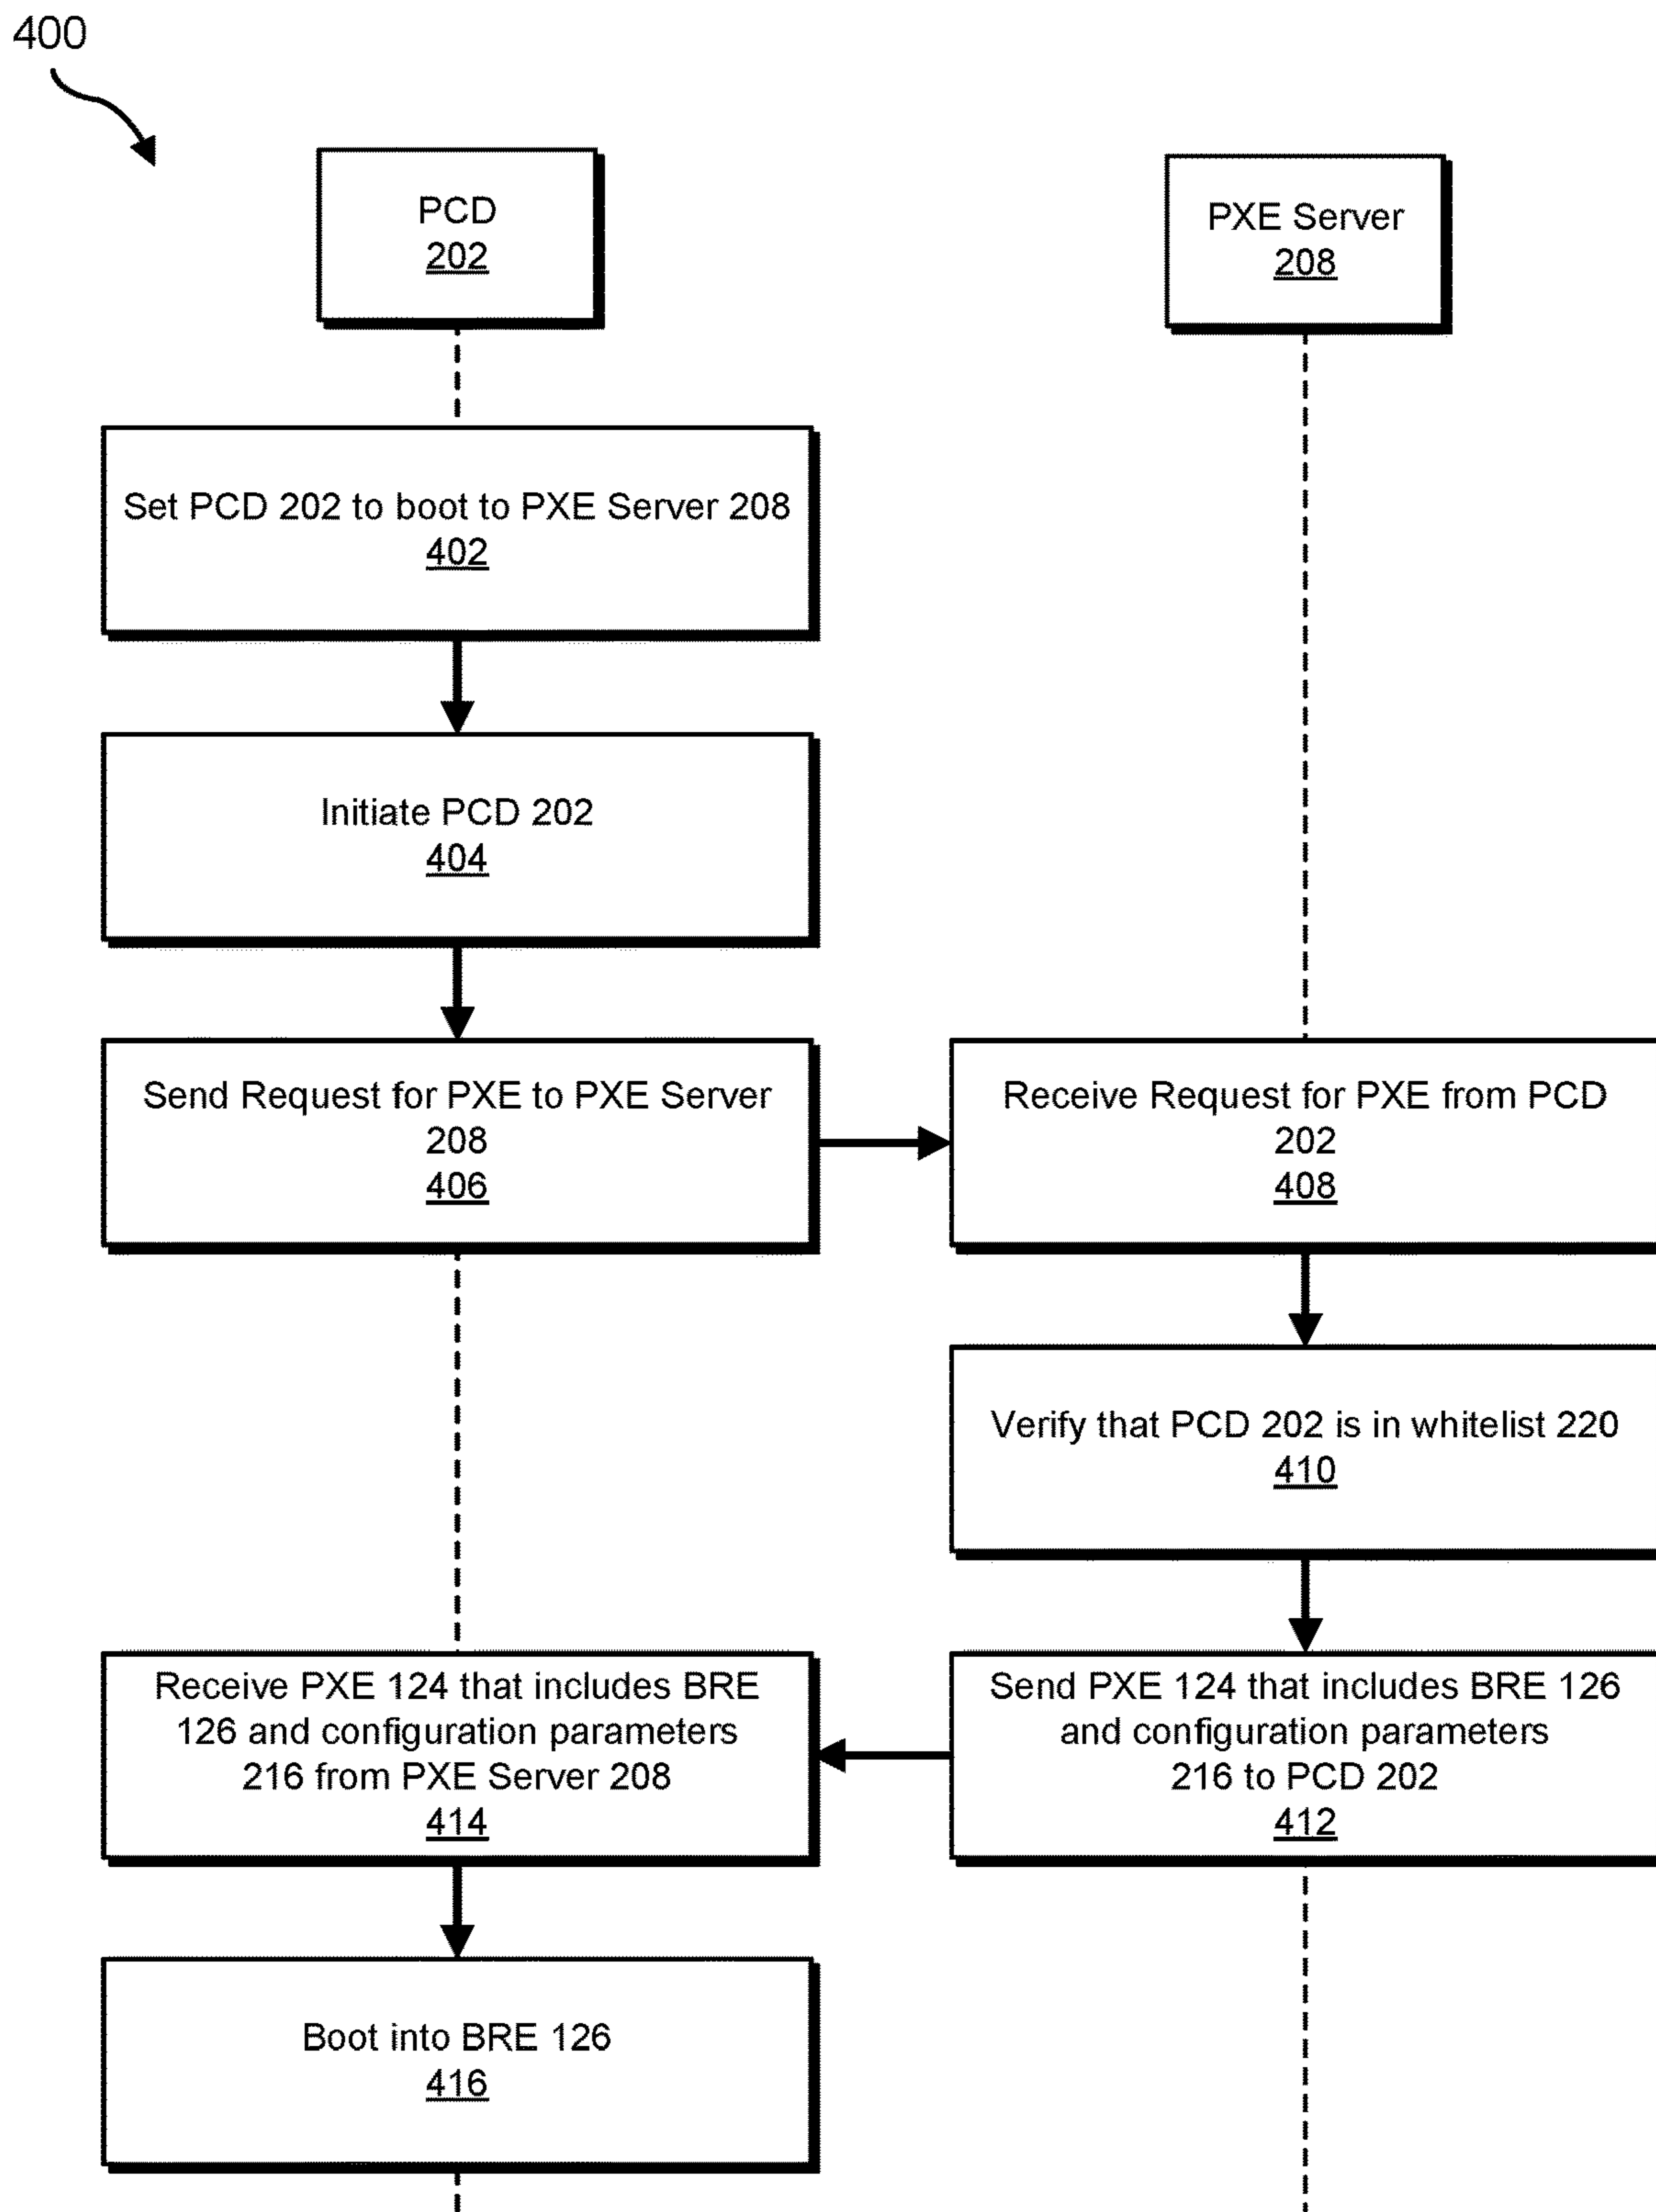 400
PCD
202
PXE Server
208
Set PCD 202 to boot to PXE Server 208
402
Initiate PCD 202
404
Send Request for PXE to PXE Server
208
406
Receive Request for PXE from PCD
202
408
Verify that PCD 202 is in whitelist 220
410
Receive PXE 124 that includes BRE
126 and configuration parameters
216 from PXE Server 208
414
Send PXE 124 that includes BRE 126
and configuration parameters
216 to PCD 202
412
Boot into BRE 126
416